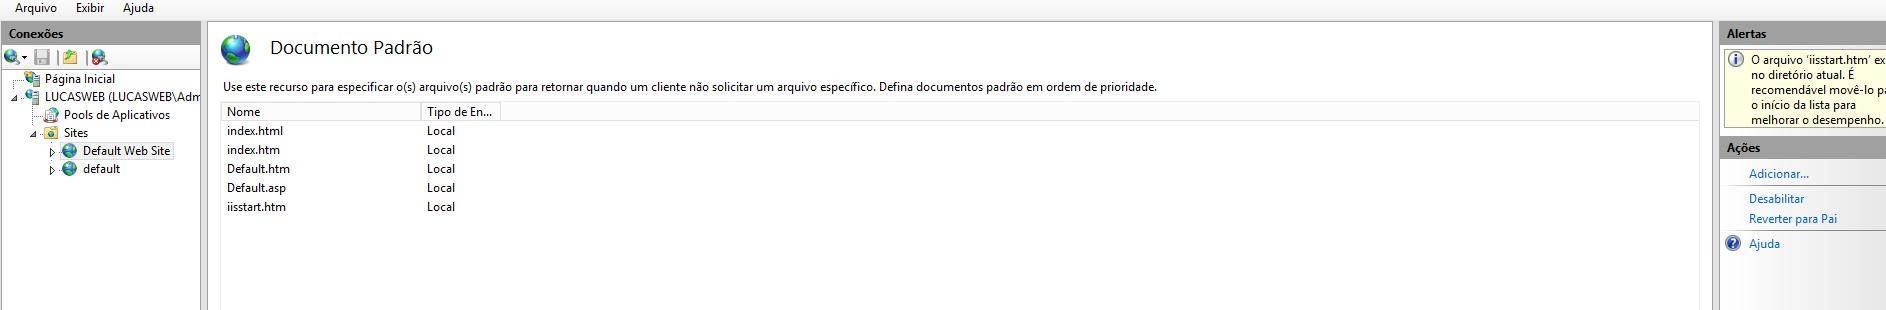 Arquivo Exibir Ajuda
Conexões
Página Inicial
LUCASWEB (LUCASWEB\Adm
Pools de Aplicativos
Sites
Default Web Site
default
Documento Padrão
Use este recurso para especificar o(s) arquivo(s) padrão para retornar quando um cliente não solicitar um arquivo específico. Defina documentos padrão em ordem de prioridade.
Nome Tipo de En...
index.html Local
index.htm Local
Default.htm Local
Default.asp Local
iisstart.htm Local
Alertas
O arquivo 'iisstart.htm' ex
no diretório atual. É
recomendável movê-lo pa
o início da lista para
melhorar o desempenho.
Ações
Adicionar...
Desabilitar
Reverter para Pai
Ajuda